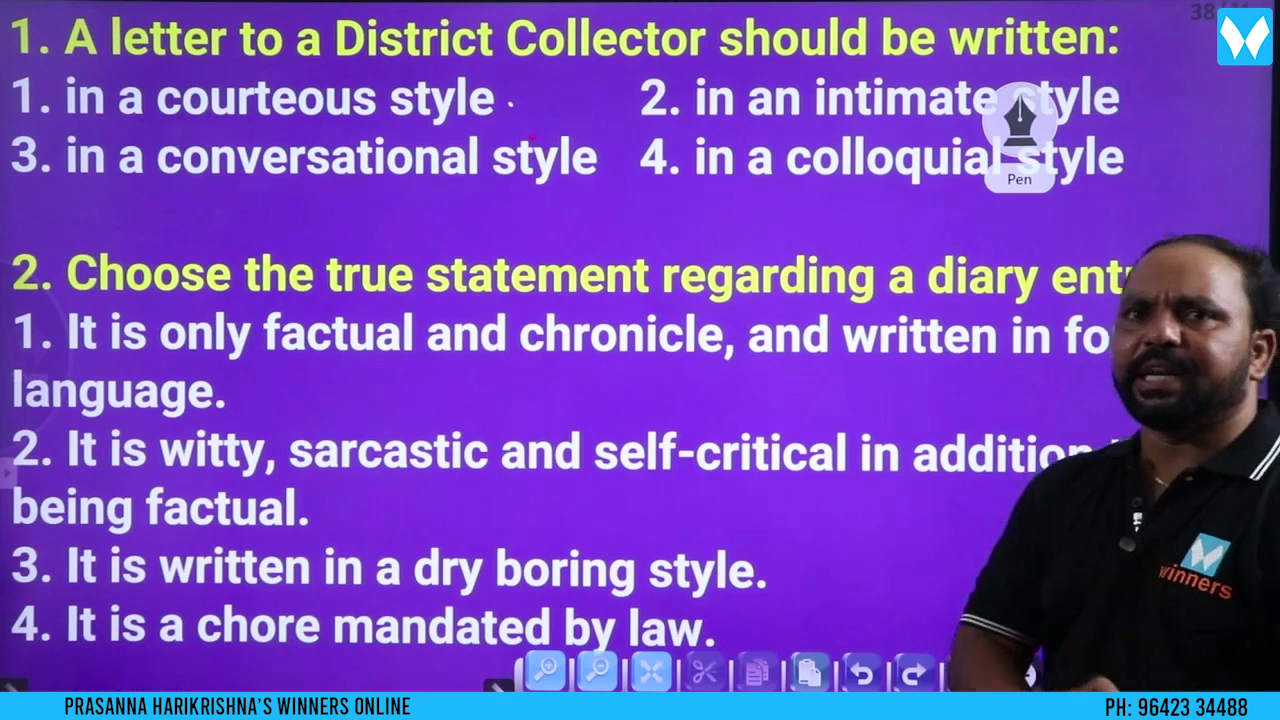 38/41
1. A letter to a District Collector should be written:
1. in a courteous style 2. in an intimate style
3. in a conversational style 4. in a colloquial style
Pen
2. Choose the true statement regarding a diary
1. It is only factual and chronicle, and written in
language.
2. It is witty, sarcastic and self-critical in addition
being factual.
3. It is written in a dry boring style.
4. It is a chore mandated by law.
winners
PRASANNA HARIKRISHNA'S WINNERS ONLINE PH: 96423 34488